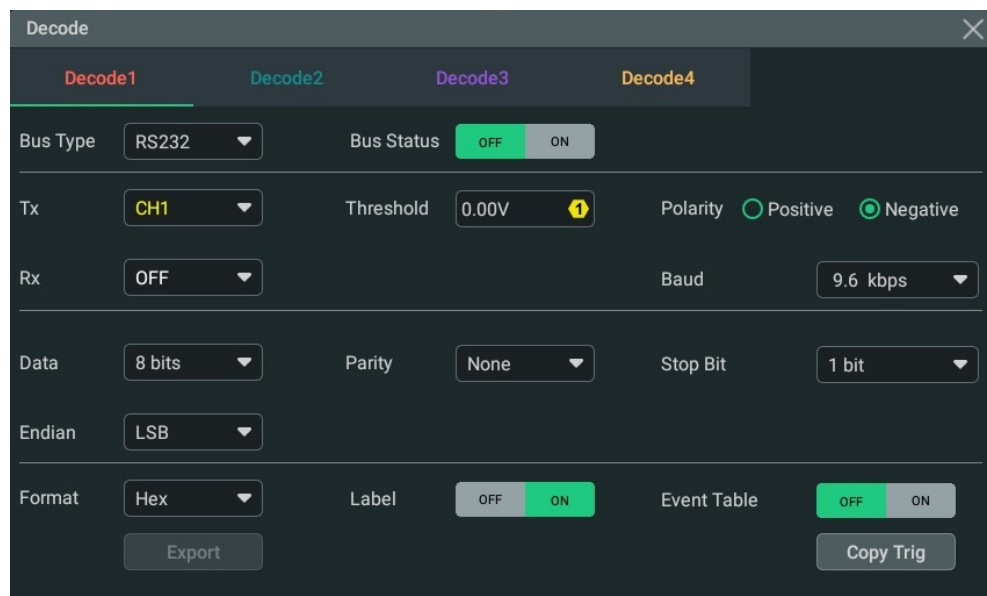 Decode
Decode1 Decode2 Decode3 Decode4
Bus Type RS232 Bus Status OFF ON
Tx CH1 Threshold 0.00V 1 Polarity Positive Negative
Rx OFF Baud 9.6 kbps
Data 8 bits Parity None Stop Bit 1 bit
Endian LSB
Format Hex Label OFF ON Event Table OFF ON
Export Copy Trig